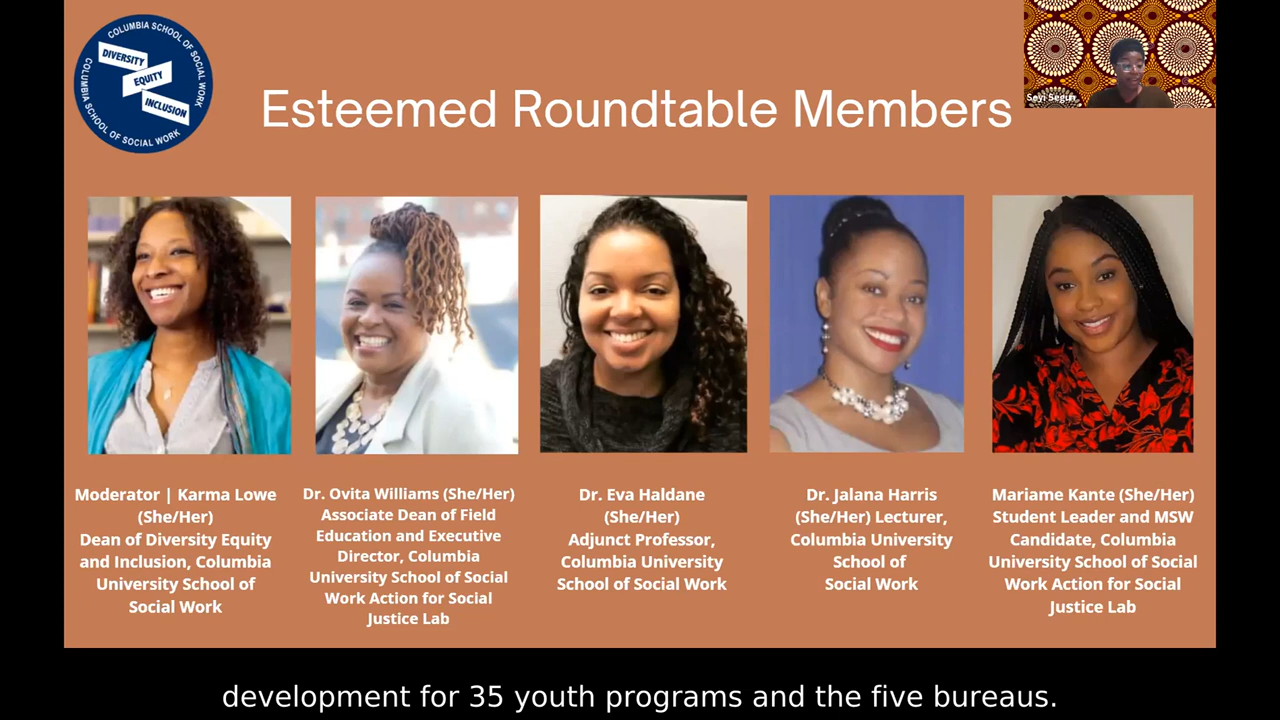 COLUMBIA SCHOOL OF SOCIAL WORK
DIVERSITY
EQUITY
INCLUSION
COLUMBIA SCHOOL OF SOCIAL WORK
Esteemed Roundtable Members
Seyi Segun
Moderator | Karma Lowe
(She/Her)
Dean of Diversity Equity
and Inclusion, Columbia
University School of
Social Work
Dr. Ovita Williams (She/Her)
Associate Dean of Field
Education and Executive
Director, Columbia
University School of Social
Work Action for Social
Justice Lab
Dr. Eva Haldane
(She/Her)
Adjunct Professor,
Columbia University
School of Social Work
Dr. Jalana Harris
(She/Her) Lecturer,
Columbia University
School of
Social Work
Mariame Kante (She/Her)
Student Leader and MSW
Candidate, Columbia
University School of Social
Work Action for Social
Justice Lab
development for 35 youth programs and the five bureaus.